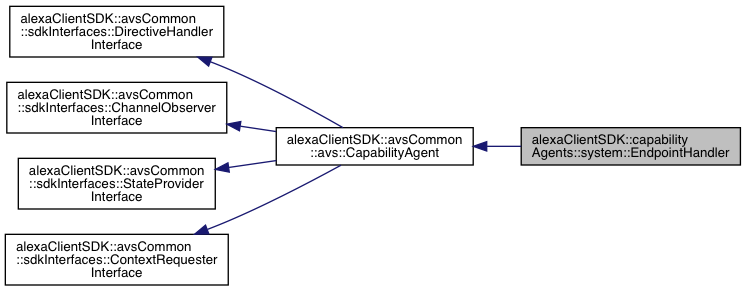 alexaClientSDK::avsCommon
::sdkInterfaces::DirectiveHandler
Interface
alexaClientSDK::avsCommon
::sdkInterfaces::ChannelObserver
Interface
alexaClientSDK::avsCommon
::sdkInterfaces::StateProvider
Interface
alexaClientSDK::avsCommon
::sdkInterfaces::ContextRequester
Interface
alexaClientSDK::avsCommon
::avs::CapabilityAgent
alexaClientSDK::capability
Agents::system::EndpointHandler